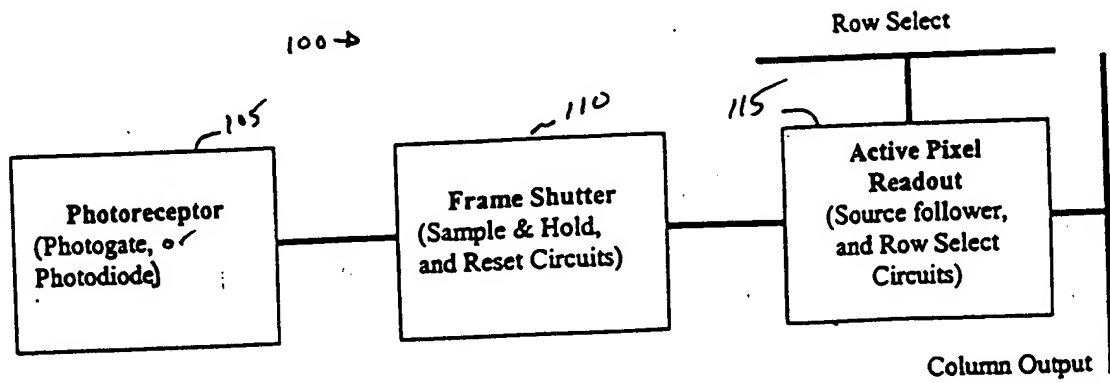 Row Select
100 →
105
110
115
Photoreceptor
(Photogate, or
Photodiode)
Frame Shutter
(Sample & Hold,
and Reset Circuits)
Active Pixel
Readout
(Source follower,
and Row Select
Circuits)
Column Output